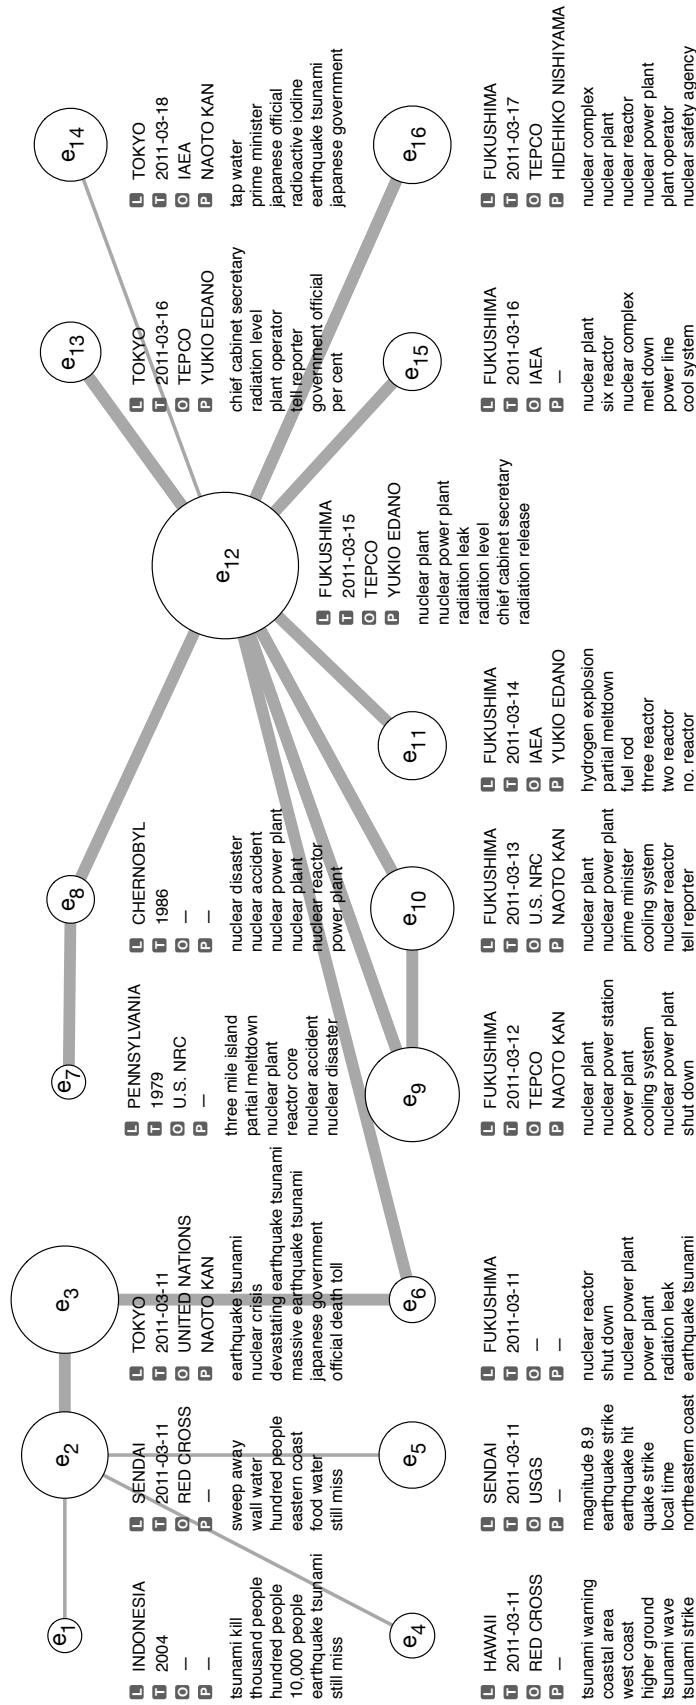 e1
L INDONESIA
T 2004
O —
P —
tsunami kill
thousand people
hundred people
10,000 people
earthquake tsunami
still miss
e2
L SENDAI
T 2011-03-11
O RED CROSS
P —
sweep away
wall water
hundred people
eastern coast
food water
still miss
e3
L TOKYO
T 2011-03-11
O UNITED NATIONS
P NAOTO KAN
earthquake tsunami
nuclear crisis
devastating earthquake tsunami
massive earthquake tsunami
japanese government
official death toll
e7
L PENNSYLVANIA
T 1979
O U.S. NRC
P —
three mile island
partial meltdown
nuclear plant
reactor core
nuclear accident
nuclear disaster
e8
L CHERNOBYL
T 1986
O —
P —
nuclear disaster
nuclear accident
nuclear power plant
nuclear plant
nuclear reactor
power plant
e12
L FUKUSHIMA
T 2011-03-15
O TEPCO
P YUKIO EDANO
nuclear plant
nuclear power plant
radiation leak
radiation level
chief cabinet secretary
radiation release
e13
L TOKYO
T 2011-03-16
O TEPCO
P YUKIO EDANO
chief cabinet secretary
radiation level
plant operator
tell reporter
government official
per cent
e14
L TOKYO
T 2011-03-18
O IAEA
P NAOTO KAN
tap water
prime minister
japanese official
radioactive iodine
earthquake tsunami
japanese government
e4
L HAWAII
T 2011-03-11
O RED CROSS
P —
tsunami warning
coastal area
west coast
higher ground
tsunami wave
tsunami strike
e5
L SENDAI
T 2011-03-11
O USGS
P —
magnitude 8.9
earthquake strike
earthquake hit
quake strike
local time
northeastern coast
e6
L FUKUSHIMA
T 2011-03-11
O —
P —
nuclear reactor
shut down
nuclear power plant
power plant
radiation leak
earthquake tsunami
e9
L FUKUSHIMA
T 2011-03-12
O TEPCO
P NAOTO KAN
nuclear plant
nuclear power station
power plant
cooling system
nuclear power plant
shut down
e10
L FUKUSHIMA
T 2011-03-13
O U.S. NRC
P NAOTO KAN
nuclear plant
nuclear power plant
prime minister
cooling system
nuclear reactor
tell reporter
e11
L FUKUSHIMA
T 2011-03-14
O IAEA
P YUKIO EDANO
hydrogen explosion
partial meltdown
fuel rod
three reactor
two reactor
no. reactor
e15
L FUKUSHIMA
T 2011-03-16
O IAEA
P —
nuclear plant
six reactor
nuclear complex
melt down
power line
cool system
e16
L FUKUSHIMA
T 2011-03-17
O TEPCO
P HIDEHIKO NISHIYAMA
nuclear complex
nuclear plant
nuclear reactor
nuclear power plant
plant operator
nuclear safety agency